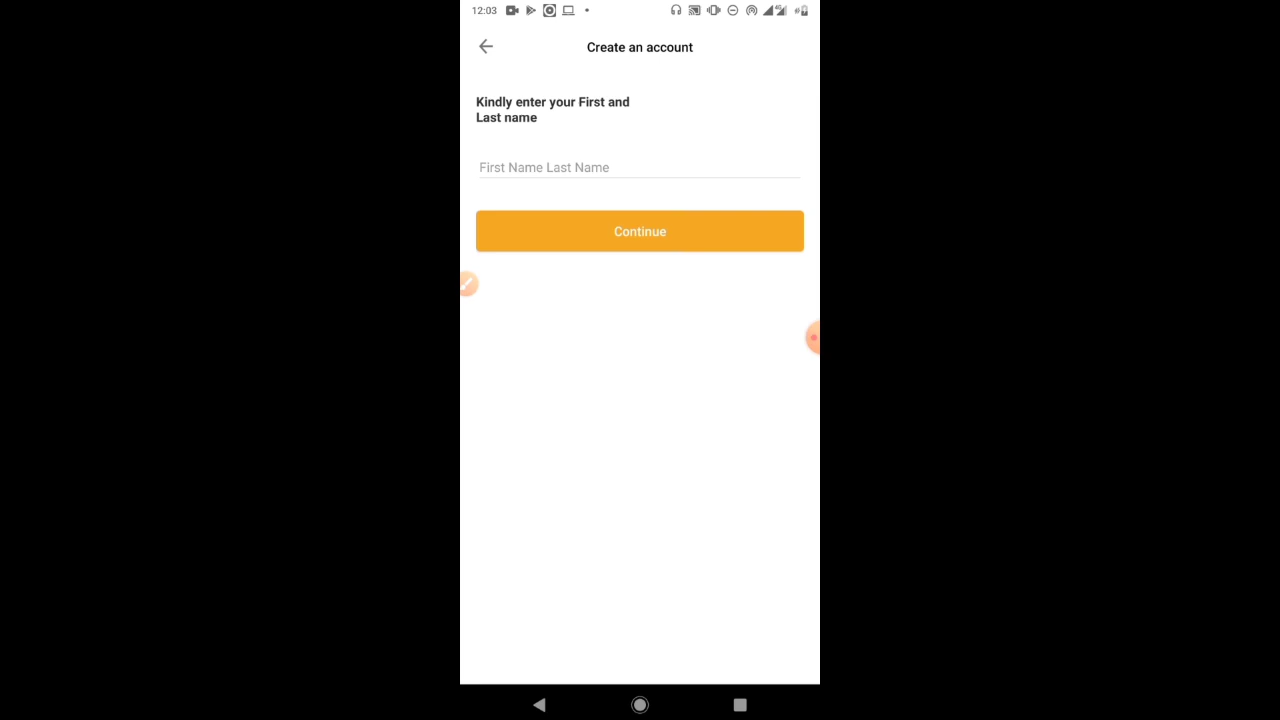 12:03
Create an account
Kindly enter your First and
Last name
First Name Last Name
Continue